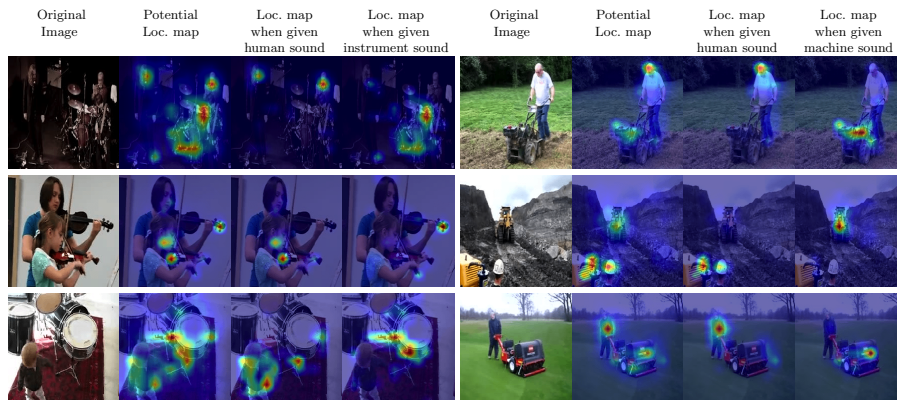 Original
Image
Potential
Loc. map
Loc. map
when given
human sound
Loc. map
when given
instrument sound
Original
Image
Potential
Loc. map
Loc. map
when given
human sound
Loc. map
when given
machine sound